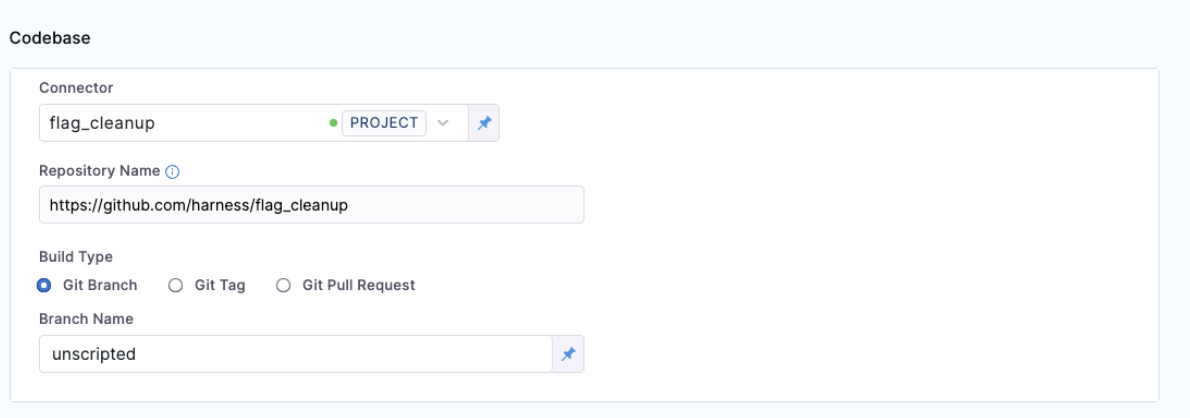 Codebase
Connector
flag_cleanup PROJECT
Repository Name
https://github.com/harness/flag_cleanup
Build Type
Git Branch Git Tag Git Pull Request
Branch Name
unscripted